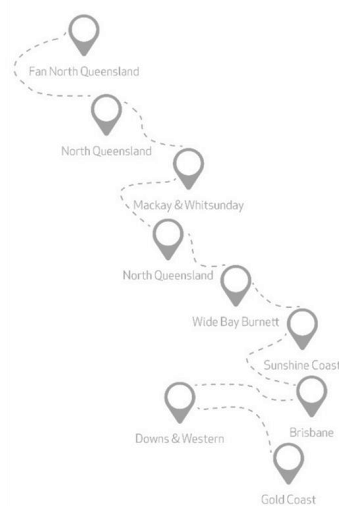 Fan North Queensland
North Queensland
Mackay & Whitsunday
North Queensland
Wide Bay Burnett
Sunshine Coast
Downs & Western
Brisbane
Gold Coast